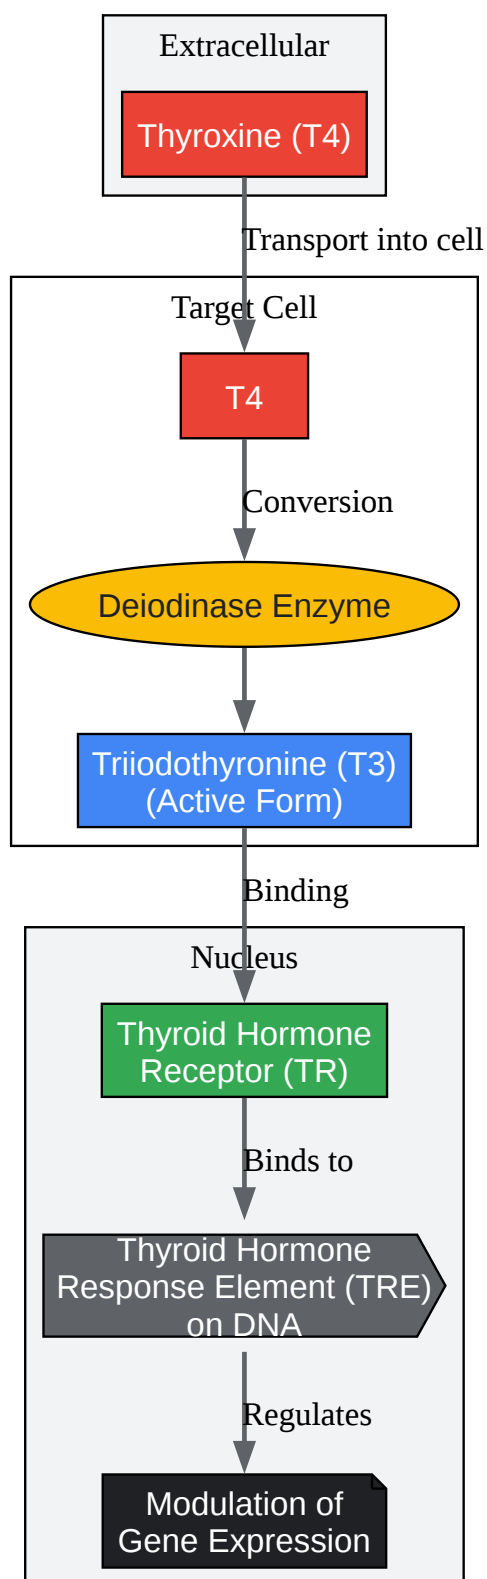 Extracellular
Thyroxine (T4)
Transport into cell
Target Cell
T4
Conversion
Deiodinase Enzyme
Triiodothyronine (T3)
(Active Form)
Binding
Nucleus
Thyroid Hormone
Receptor (TR)
Binds to
Thyroid Hormone
Response Element (TRE)
on DNA
Regulates
Modulation of
Gene Expression